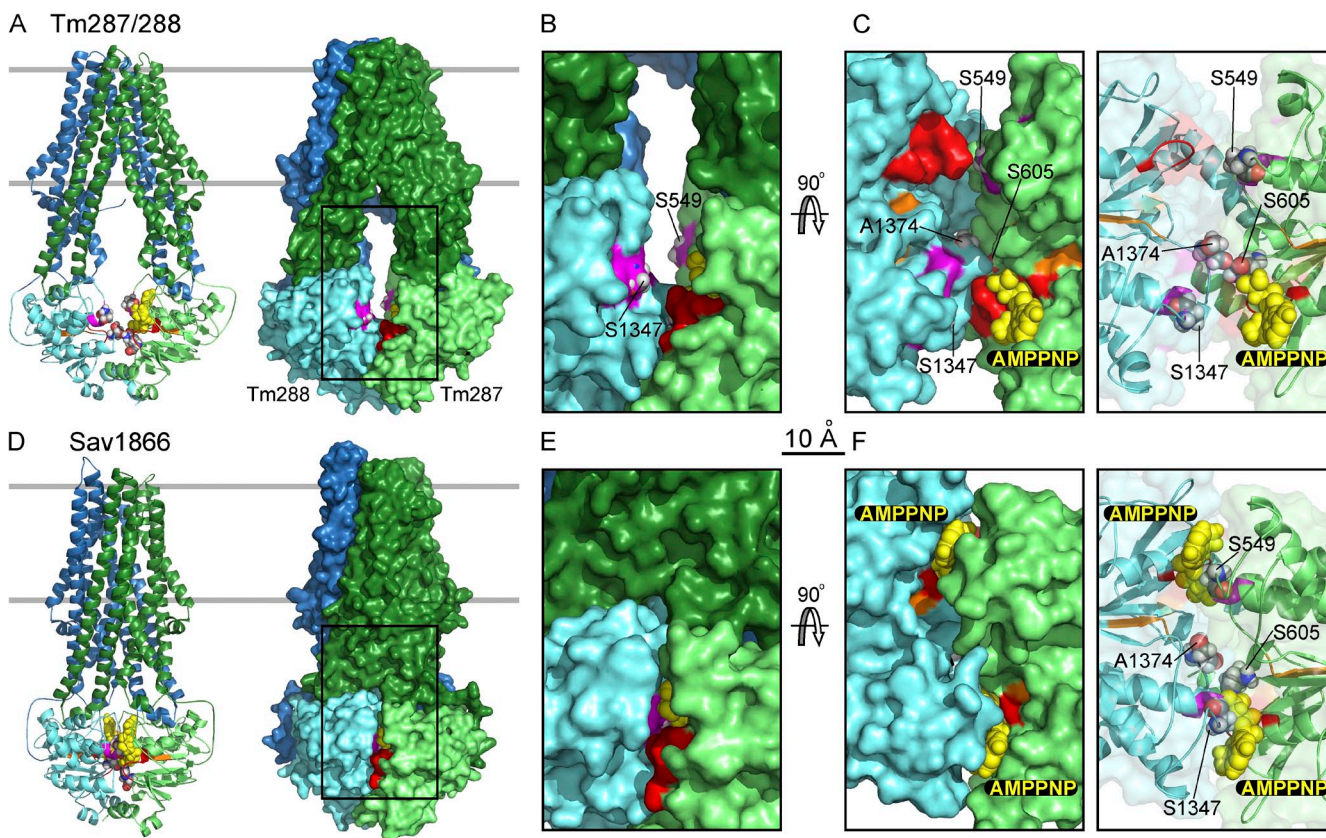 A Tm287/288
Tm288
Tm287
B
S549
S1347
90°
C
S549
S605
A1374
S1347
AMPPNP
S549
S605
A1374
S1347
AMPPNP
D Sav1866
E
10 Å
90°
F
AMPPNP
AMPPNP
AMPPNP
S549
S605
A1374
S1347
AMPPNP